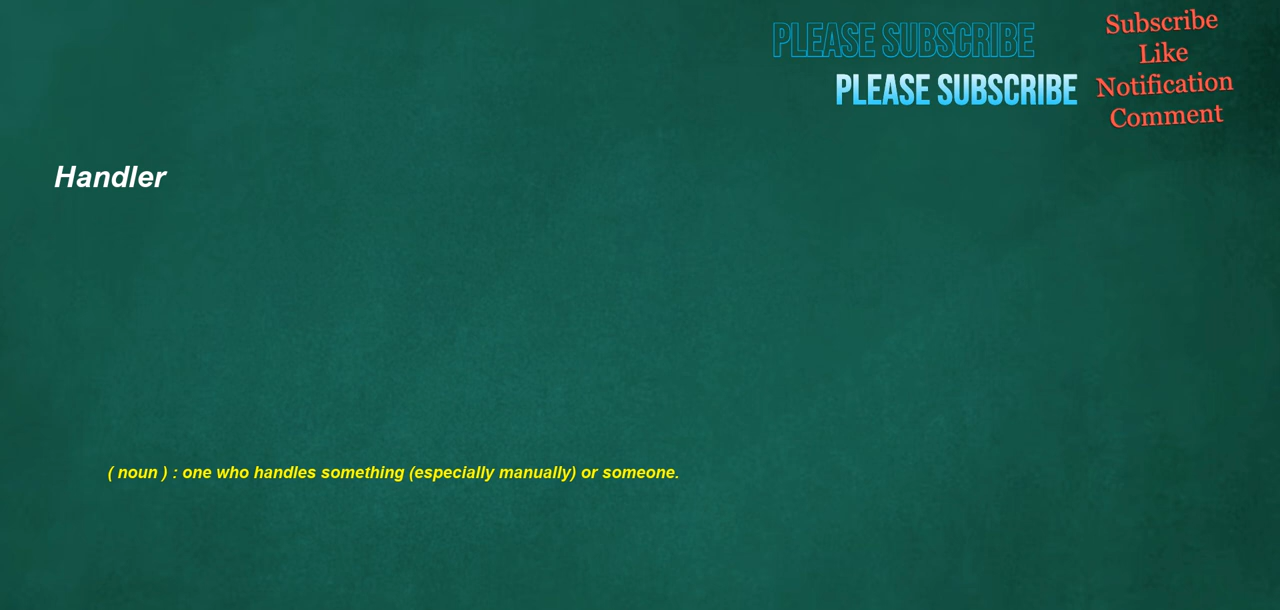 PLEASE SUBSCRIBE
PLEASE SUBSCRIBE
Subscribe
Like
Notification
Comment
Handler
( noun ) : one who handles something (especially manually) or someone.